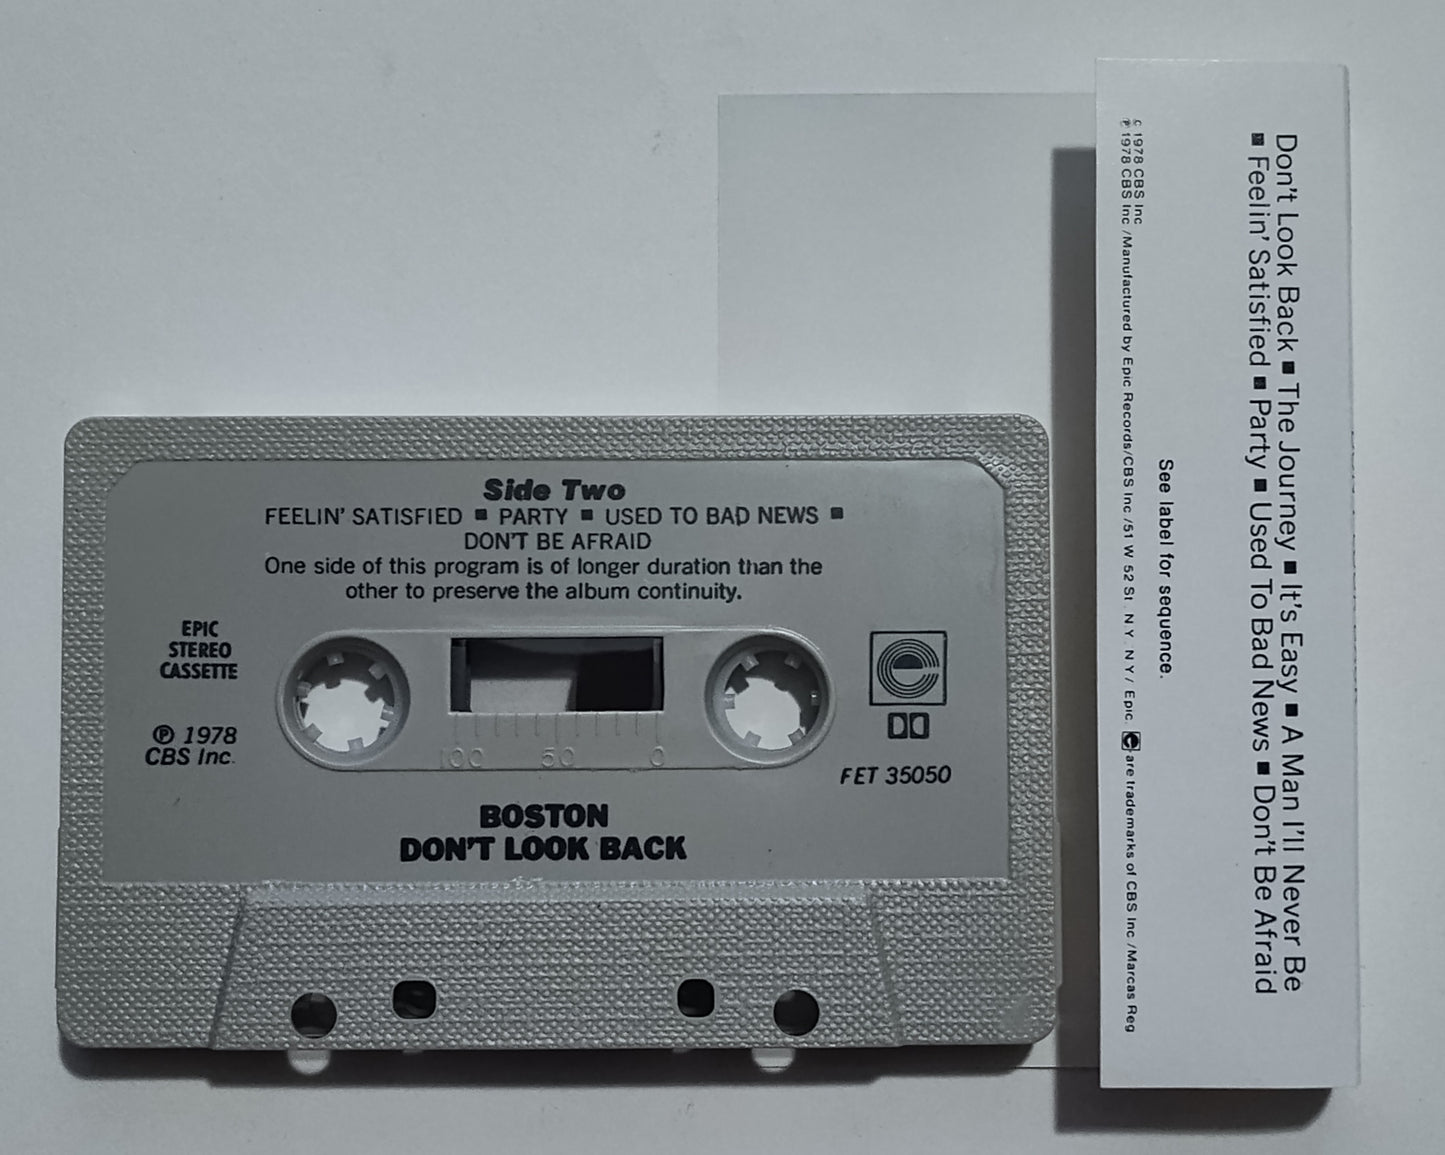 Side Two
FEELIN' SATISFIED ■ PARTY ■ USED TO BAD NEWS ■
DON'T BE AFRAID
One side of this program is of longer duration than the
other to preserve the album continuity.
EPIC
STEREO
CASSETTE
℗ 1978
CBS Inc.
100 50 0
FET 35050
BOSTON
DON'T LOOK BACK
Don't Look Back ■ The Journey ■ It's Easy ■ A Man I'll Never Be
■ Feelin' Satisfied ■ Party ■ Used To Bad News ■ Don't Be Afraid
See label for sequence.
© 1978 CBS Inc
℗ 1978 CBS Inc /Manufactured by Epic Records/CBS Inc /51 W 52 St . N Y . N Y / Epic. e are trademarks of CBS Inc /Marcas Reg